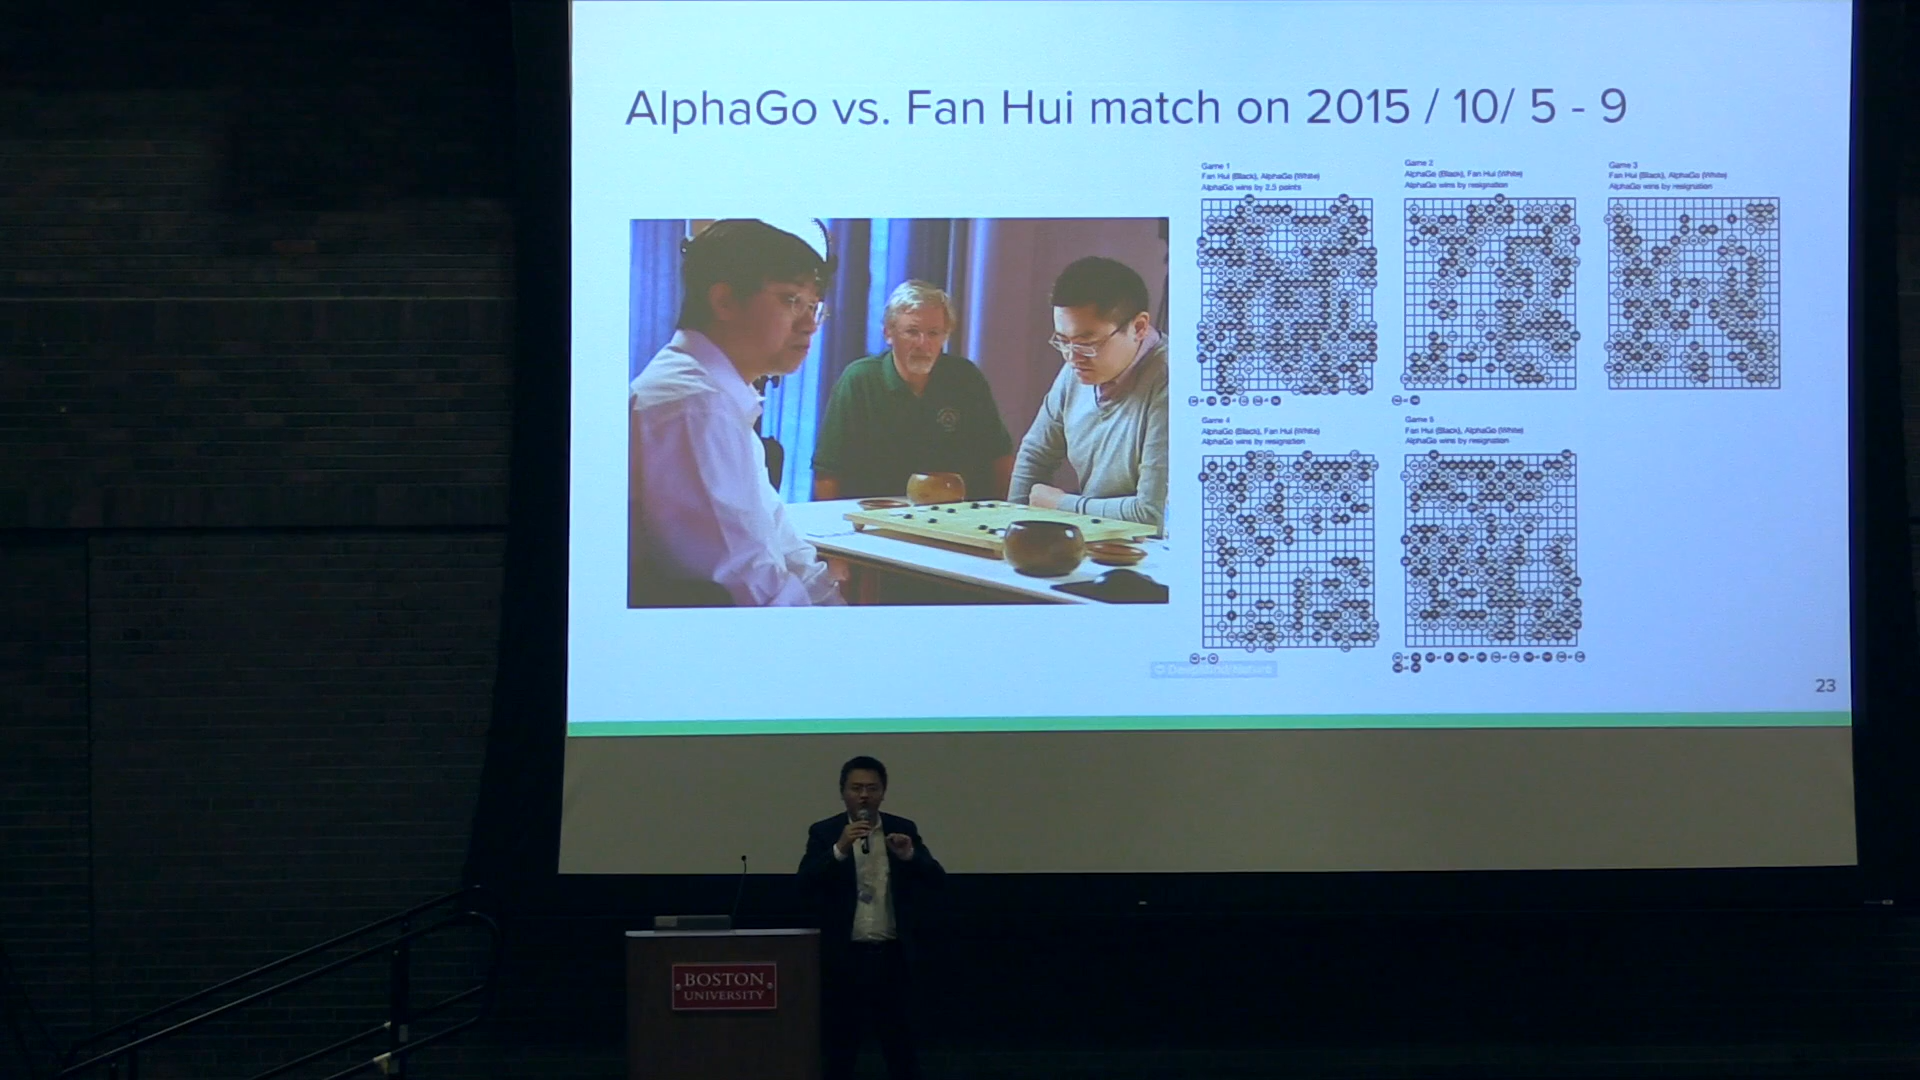 AlphaGo vs. Fan Hui match on 2015 / 10/ 5 - 9
Game 1
Fan Hui (Black), AlphaGo (White)
AlphaGo wins by 2.5 points
Game 2
AlphaGo (Black), Fan Hui (White)
AlphaGo wins by resignation
Game 3
Fan Hui (Black), AlphaGo (White)
AlphaGo wins by resignation
Game 4
AlphaGo (Black), Fan Hui (White)
AlphaGo wins by resignation
Game 5
Fan Hui (Black), AlphaGo (White)
AlphaGo wins by resignation
© DeepMind/Nature
23
BOSTON
UNIVERSITY